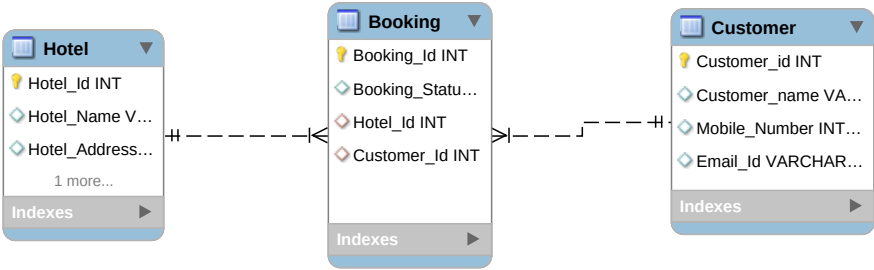 Hotel
Hotel_Id INT
Hotel_Name V...
Hotel_Address...
1 more...
Indexes
Booking
Booking_Id INT
Booking_Statu...
Hotel_Id INT
Customer_Id INT
Indexes
Customer
Customer_id INT
Customer_name VA...
Mobile_Number INT...
Email_Id VARCHAR...
Indexes